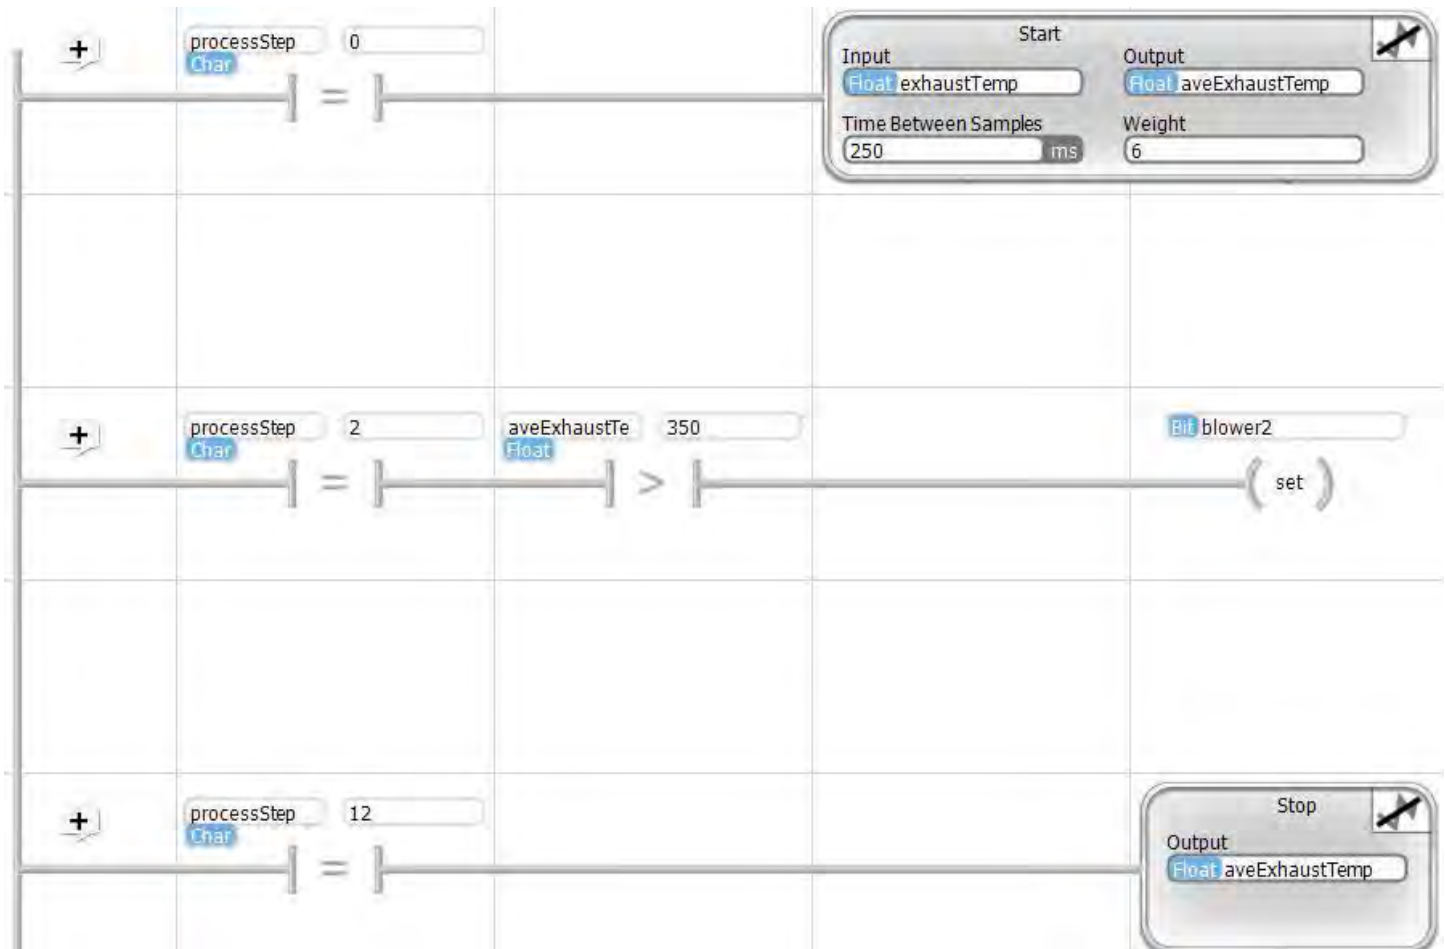 + processStep 0
Char
=
Start
Input Output
Float exhaustTemp Float aveExhaustTemp
Time Between Samples Weight
250 ms 6
+ processStep 2 aveExhaustTe 350 Bit blower2
Char Float
= > ( set )
+ processStep 12
Char
=
Stop
Output
Float aveExhaustTemp